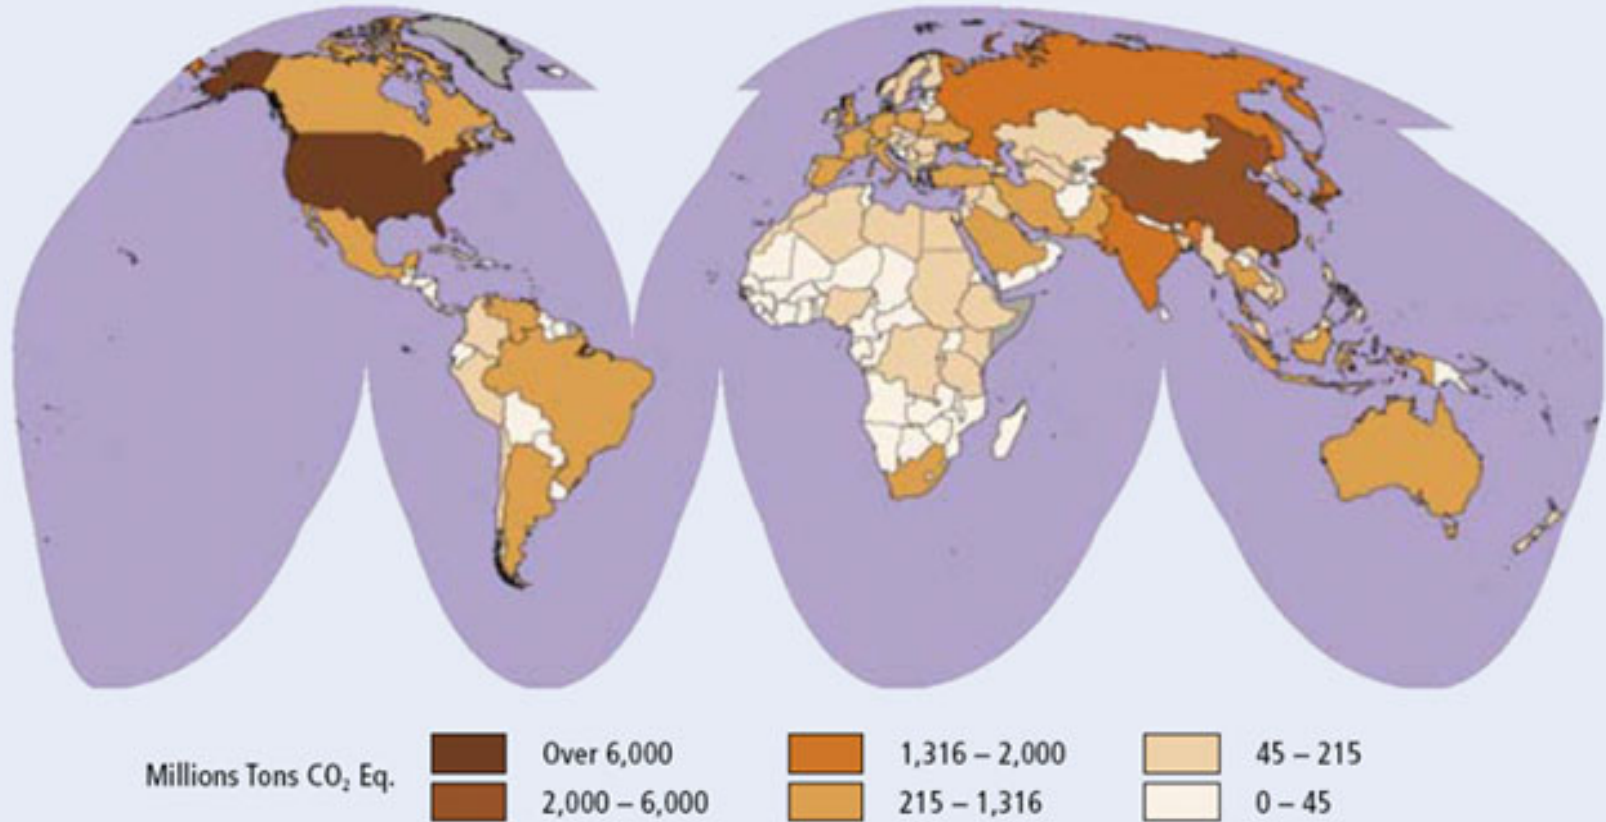 Millions Tons CO₂ Eq.
Over 6,000
2,000 – 6,000
1,316 – 2,000
215 – 1,316
45 – 215
0 – 45